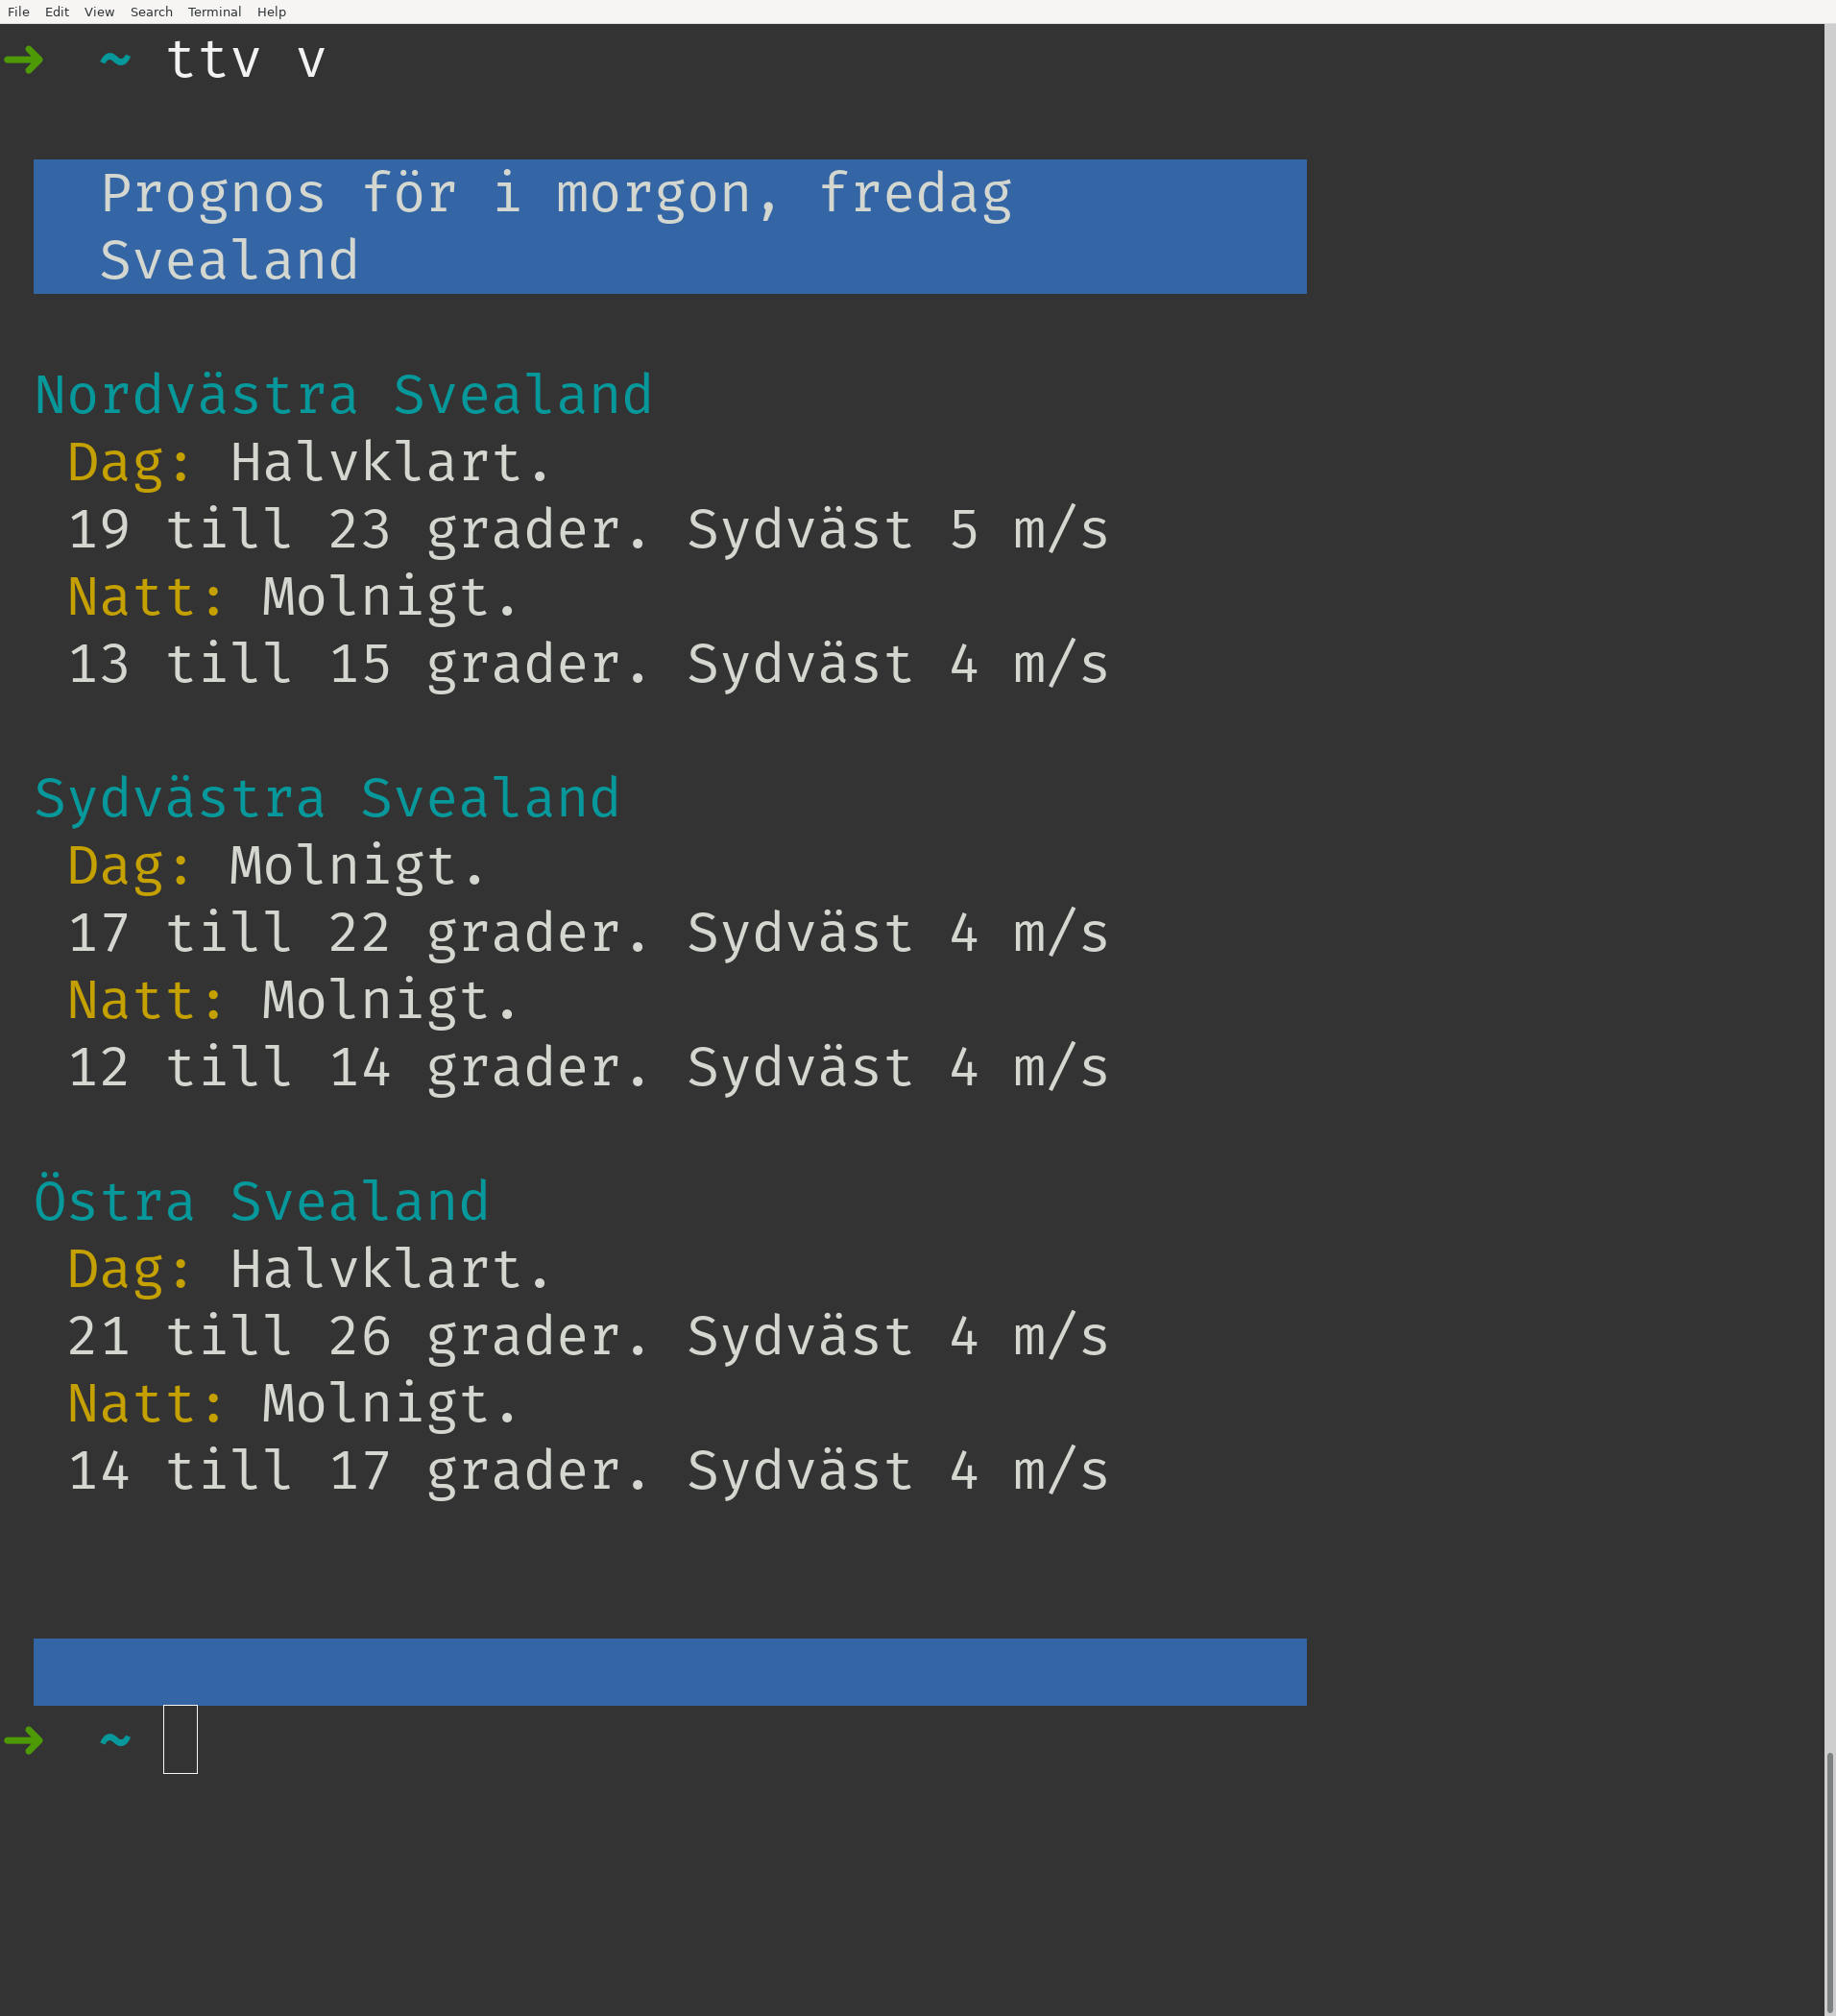 File Edit View Search Terminal Help
➜ ~ ttv v
Prognos för i morgon, fredag
Svealand
Nordvästra Svealand
Dag: Halvklart.
19 till 23 grader. Sydväst 5 m/s
Natt: Molnigt.
13 till 15 grader. Sydväst 4 m/s
Sydvästra Svealand
Dag: Molnigt.
17 till 22 grader. Sydväst 4 m/s
Natt: Molnigt.
12 till 14 grader. Sydväst 4 m/s
Östra Svealand
Dag: Halvklart.
21 till 26 grader. Sydväst 4 m/s
Natt: Molnigt.
14 till 17 grader. Sydväst 4 m/s
➜ ~